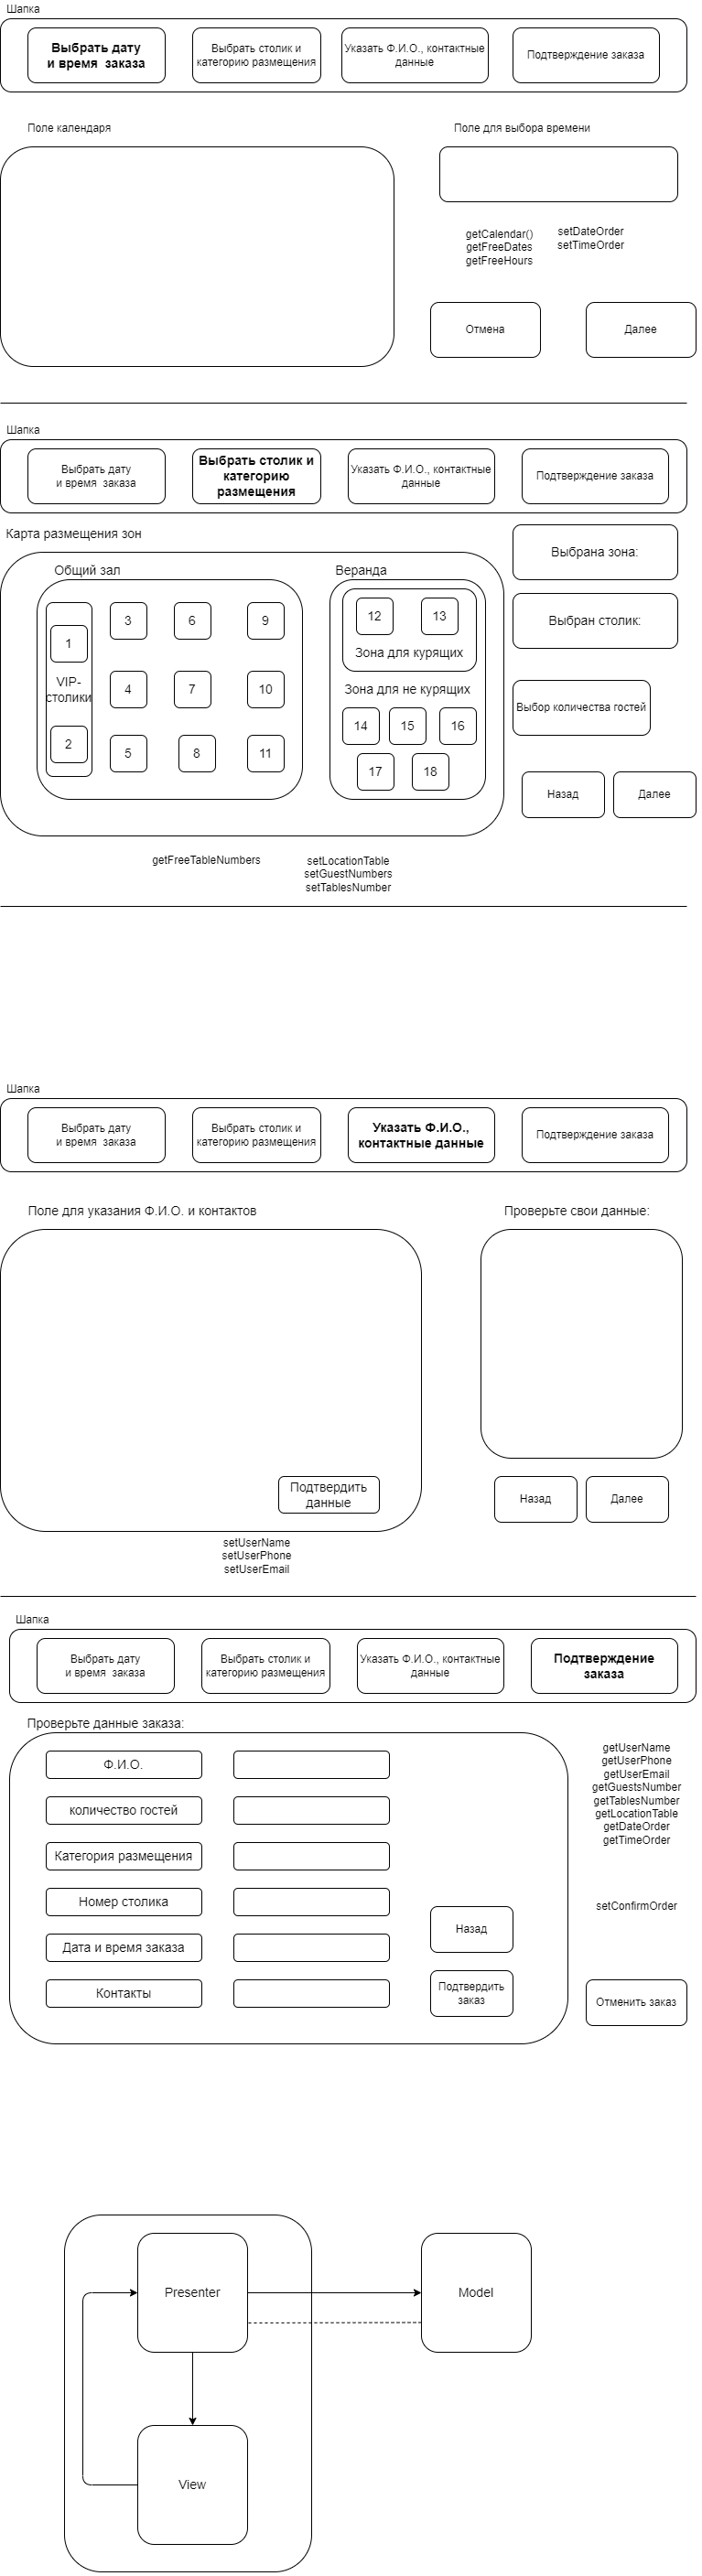 Шапка
Выбрать дату
и время заказа
Выбрать столик и
категорию размещения
Указать Ф.И.О., контактные
данные
Подтверждение заказа
Поле календаря
Поле для выбора времени
getCalendar()
getFreeDates
getFreeHours
setDateOrder
setTimeOrder
Отмена
Далее
Шапка
Выбрать дату
и время заказа
Выбрать столик и
категорию
размещения
Указать Ф.И.О., контактные
данные
Подтверждение заказа
Карта размещения зон
Выбрана зона:
Общий зал
Веранда
Выбран столик:
1
VIP-
столики
2
3
6
9
4
7
10
5
8
11
12
13
Зона для курящих
Зона для не курящих
14
15
16
17
18
Выбор количества гостей
Назад
Далее
getFreeTableNumbers
setLocationTable
setGuestNumbers
setTablesNumber
Шапка
Выбрать дату
и время заказа
Выбрать столик и
категорию размещения
Указать Ф.И.О.,
контактные данные
Подтверждение заказа
Поле для указания Ф.И.О. и контактов
Проверьте свои данные:
Подтвердить
данные
Назад
Далее
setUserName
setUserPhone
setUserEmail
Шапка
Выбрать дату
и время заказа
Выбрать столик и
категорию размещения
Указать Ф.И.О., контактные
данные
Подтверждение
заказа
Проверьте данные заказа:
Ф.И.О.
количество гостей
Категория размещения
Номер столика
Дата и время заказа
Контакты
Назад
Подтвердить
заказ
getUserName
getUserPhone
getUserEmail
getGuestsNumber
getTablesNumber
getLocationTable
getDateOrder
getTimeOrder
setConfirmOrder
Отменить заказ
Presenter
Model
View